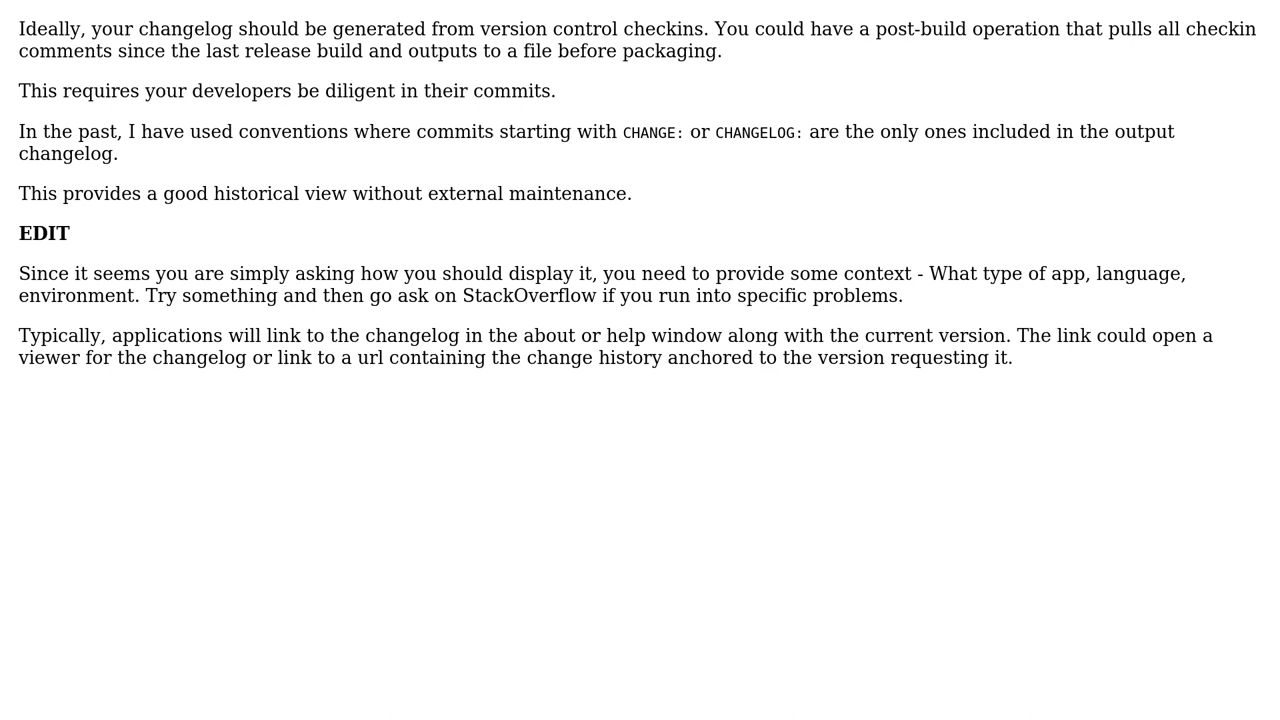 Ideally, your changelog should be generated from version control checkins. You could have a post-build operation that pulls all checkin
comments since the last release build and outputs to a file before packaging.
This requires your developers be diligent in their commits.
In the past, I have used conventions where commits starting with CHANGE: or CHANGELOG: are the only ones included in the output
changelog.
This provides a good historical view without external maintenance.
EDIT
Since it seems you are simply asking how you should display it, you need to provide some context - What type of app, language,
environment. Try something and then go ask on StackOverflow if you run into specific problems.
Typically, applications will link to the changelog in the about or help window along with the current version. The link could open a
viewer for the changelog or link to a url containing the change history anchored to the version requesting it.